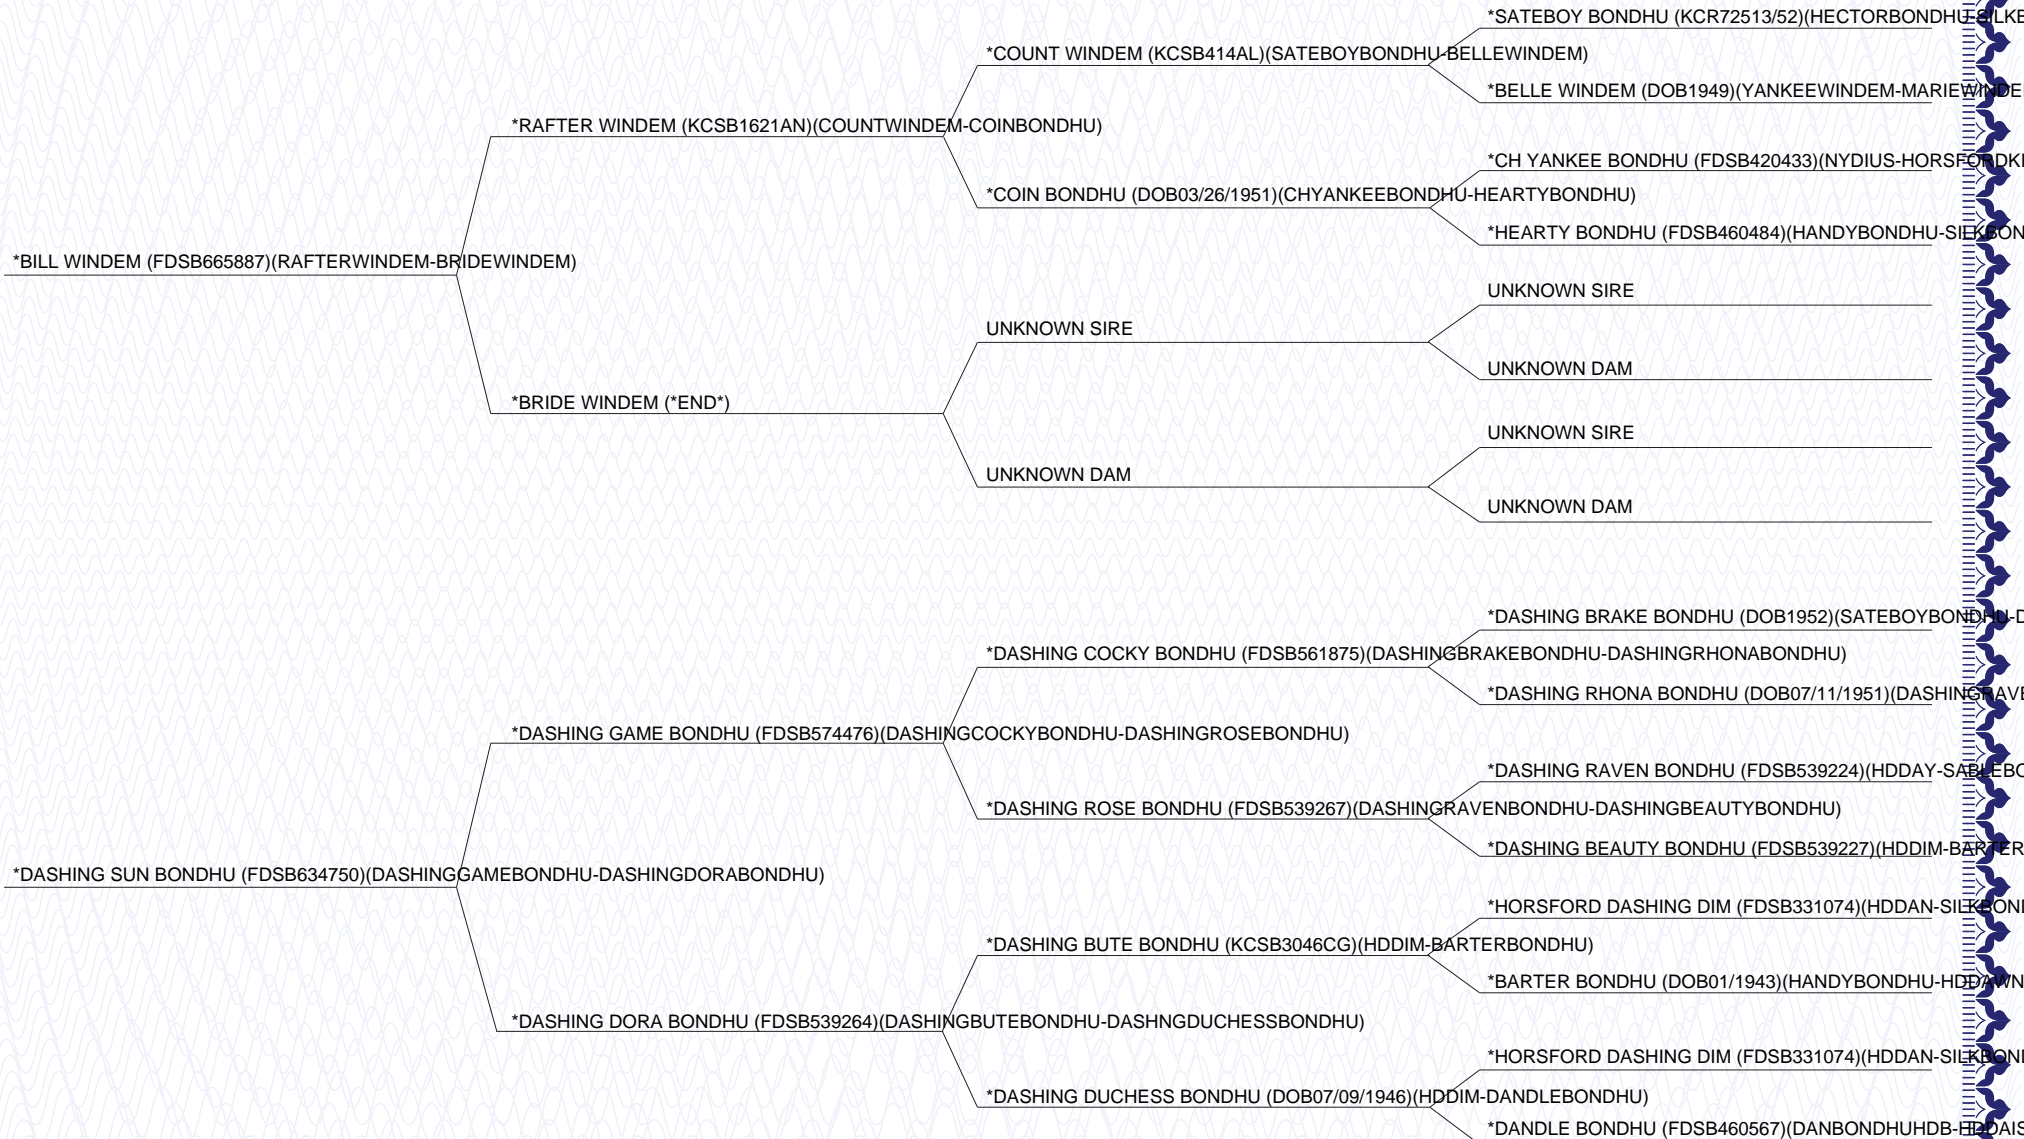 *SATEBOY BONDHU (KCR72513/52)(HECTORBONDHU-SILKB
*COUNT WINDEM (KCSB414AL)(SATEBOYBONDHU-BELLEWINDEM)
*BELLE WINDEM (DOB1949)(YANKEEWINDEM-MARIEWINDE
*RAFTER WINDEM (KCSB1621AN)(COUNTWINDEM-COINBONDHU)
*CH YANKEE BONDHU (FDSB420433)(NYDIUS-HORSFORDK
*COIN BONDHU (DOB03/26/1951)(CHYANKEEBONDHU-HEARTYBONDHU)
*HEARTY BONDHU (FDSB460484)(HANDYBONDHU-SILKBON
*BILL WINDEM (FDSB665887)(RAFTERWINDEM-BRIDEWINDEM)
UNKNOWN SIRE
UNKNOWN SIRE
UNKNOWN DAM
*BRIDE WINDEM (*END*)
UNKNOWN SIRE
UNKNOWN DAM
UNKNOWN DAM
*DASHING BRAKE BONDHU (DOB1952)(SATEBOYBONDHU-D
*DASHING COCKY BONDHU (FDSB561875)(DASHINGBRAKEBONDHU-DASHINGRHONABONDHU)
*DASHING RHONA BONDHU (DOB07/11/1951)(DASHINGRAVE
*DASHING GAME BONDHU (FDSB574476)(DASHINGCOCKYBONDHU-DASHINGROSEBONDHU)
*DASHING RAVEN BONDHU (FDSB539224)(HDDAY-SABLEBO
*DASHING ROSE BONDHU (FDSB539267)(DASHINGRAVENBONDHU-DASHINGBEAUTYBONDHU)
*DASHING BEAUTY BONDHU (FDSB539227)(HDDIM-BARTER
*DASHING SUN BONDHU (FDSB634750)(DASHINGGAMEBONDHU-DASHINGDORABONDHU)
*HORSFORD DASHING DIM (FDSB331074)(HDDAN-SILKBOND
*DASHING BUTE BONDHU (KCSB3046CG)(HDDIM-BARTERBONDHU)
*BARTER BONDHU (DOB01/1943)(HANDYBONDHU-HDDAWN
*DASHING DORA BONDHU (FDSB539264)(DASHINGBUTEBONDHU-DASHNGDUCHESSBONDHU)
*HORSFORD DASHING DIM (FDSB331074)(HDDAN-SILKBOND
*DASHING DUCHESS BONDHU (DOB07/09/1946)(HDDIM-DANDLEBONDHU)
*DANDLE BONDHU (FDSB460567)(DANBONDHUHDB-HDDAIS